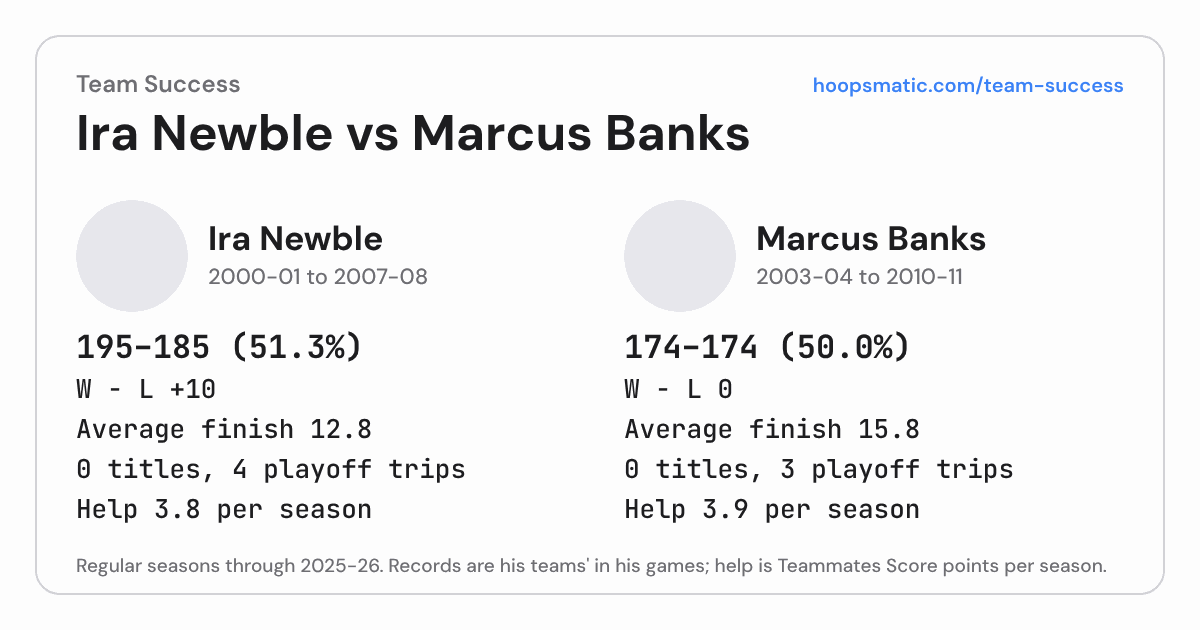 Team Success
hoopsmatic.com/team-success
Ira Newble vs Marcus Banks
Ira Newble
2000-01 to 2007-08
195-185 (51.3%)
W - L +10
Average finish 12.8
0 titles, 4 playoff trips
Help 3.8 per season
Marcus Banks
2003-04 to 2010-11
174-174 (50.0%)
W - L 0
Average finish 15.8
0 titles, 3 playoff trips
Help 3.9 per season
Regular seasons through 2025-26. Records are his teams' in his games; help is Teammates Score points per season.